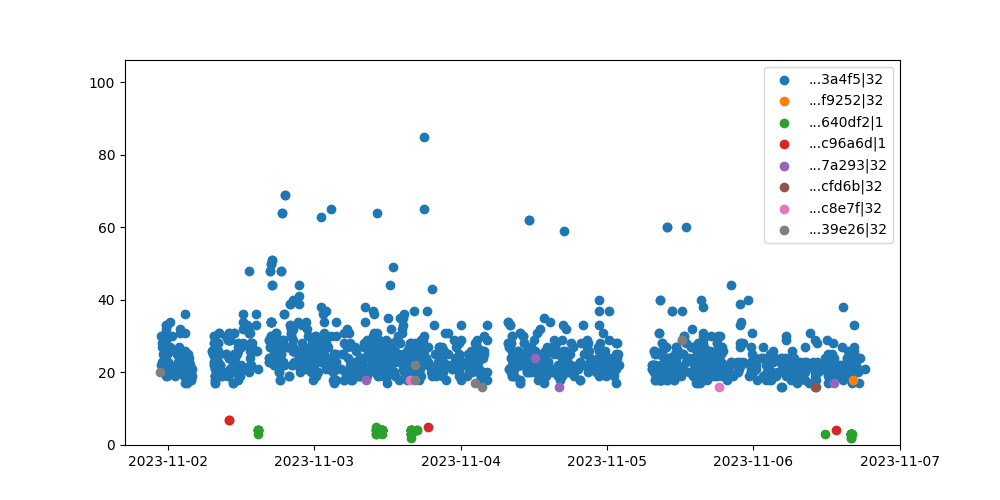 100
80
60
40
20
0
2023-11-02
2023-11-03
2023-11-04
2023-11-05
2023-11-06
2023-11-07
...3a4f5|32
...f9252|32
...640df2|1
...c96a6d|1
...7a293|32
...cfd6b|32
...c8e7f|32
...39e26|32